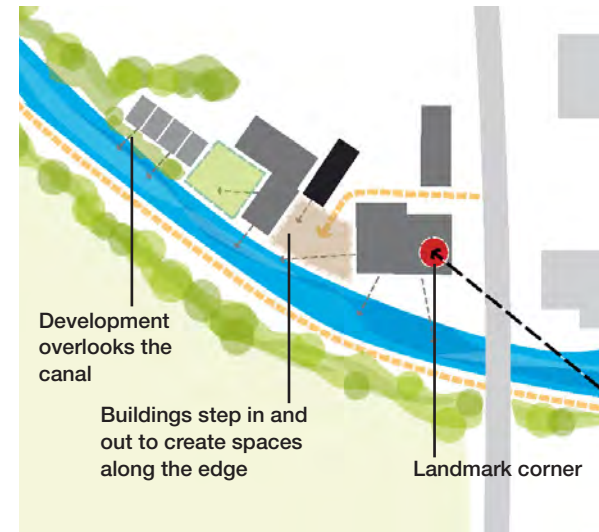 Development
overlooks the
canal
Buildings step in and
out to create spaces
along the edge
Landmark corner